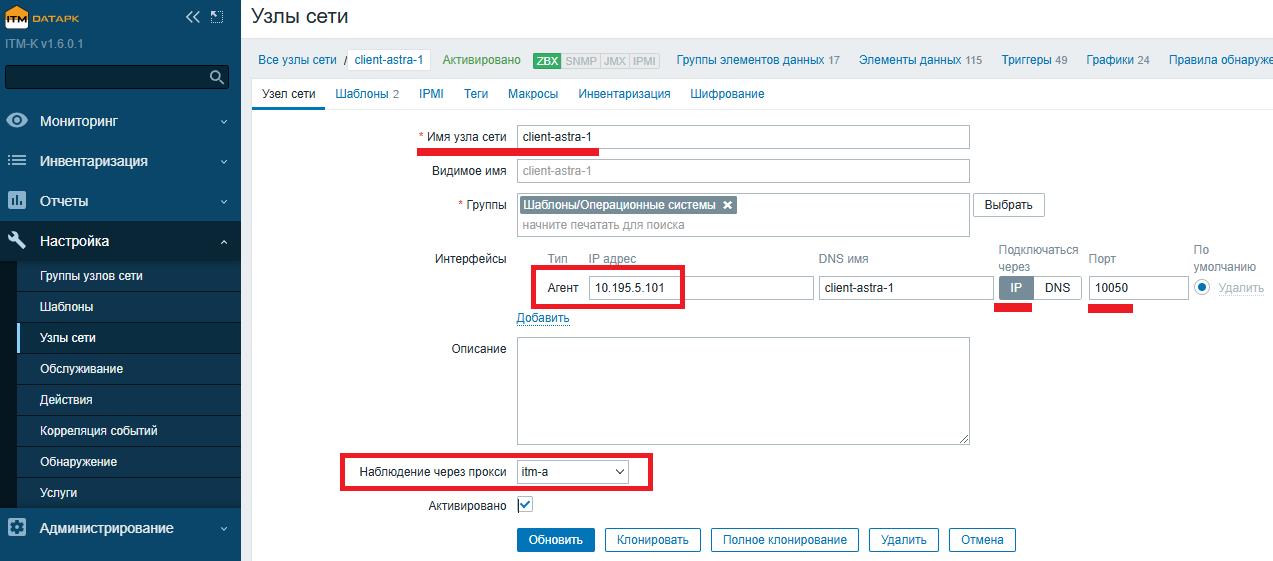 ITM DATAPK
ITM-K v1.6.0.1
Мониторинг
Инвентаризация
Отчеты
Настройка
Группы узлов сети
Шаблоны
Узлы сети
Обслуживание
Действия
Корреляция событий
Обнаружение
Услуги
Администрирование
Узлы сети
Все узлы сети / client-astra-1 Активировано ZBX SNMP JMX IPMI Группы элементов данных 17 Элементы данных 115 Триггеры 49 Графики 24 Правила обнаруже
Узел сети Шаблоны 2 IPMI Теги Макросы Инвентаризация Шифрование
* Имя узла сети client-astra-1
Видимое имя client-astra-1
* Группы Шаблоны/Операционные системы Выбрать
начните печатать для поиска
Интерфейсы Тип IP адрес DNS имя Подключаться через Порт По умолчанию
Агент 10.195.5.101 client-astra-1 IP DNS 10050 Удалить
Добавить
Описание
Наблюдение через прокси itm-a
Активировано
Обновить Клонировать Полное клонирование Удалить Отмена